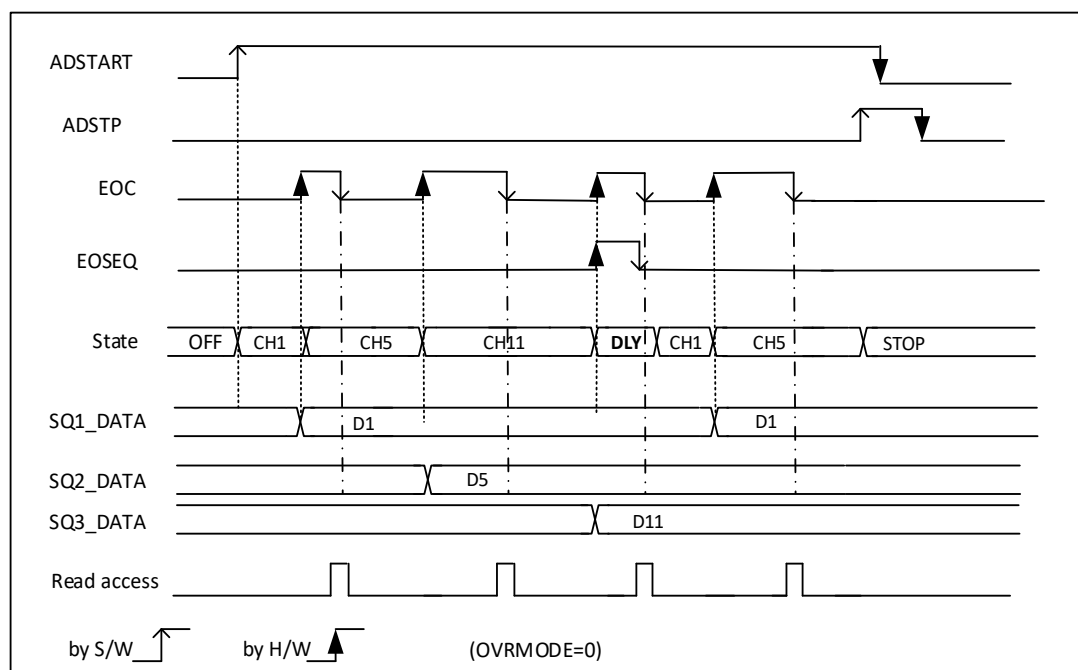 ADSTART
ADSTP
EOC
EOSEQ
State OFF CH1 CH5 CH11 DLY CH1 CH5 STOP
SQ1_DATA D1 D1
SQ2_DATA D5
SQ3_DATA D11
Read access
by S/W by H/W (OVRMODE=0)